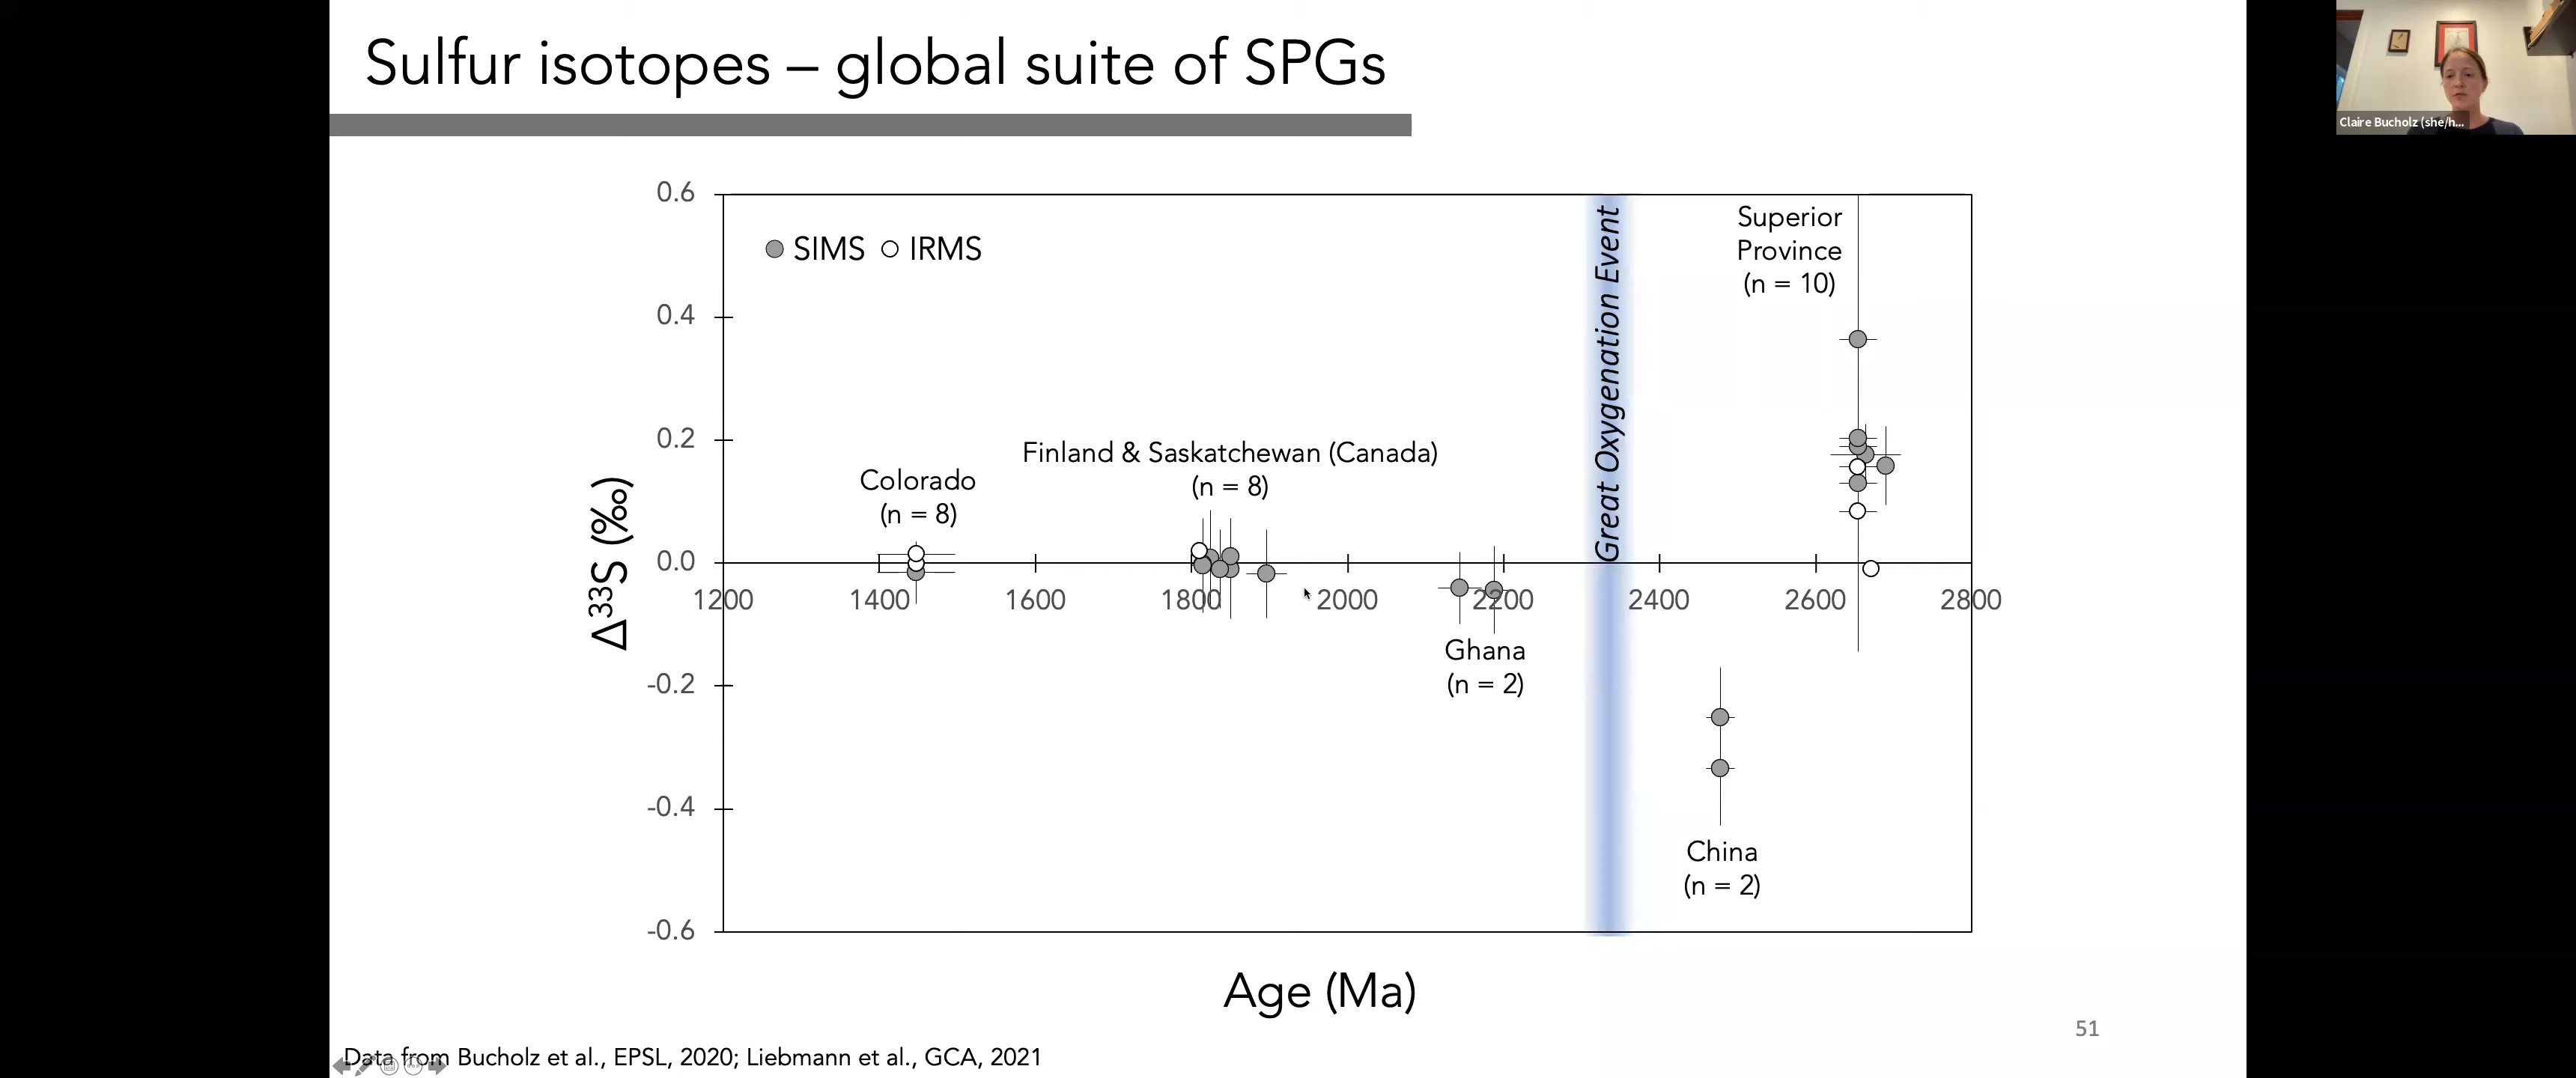 Sulfur isotopes – global suite of SPGs
Claire Bucholz (she/h...
0.6
0.4
0.2
0.0
-0.2
-0.4
-0.6
Δ³³S (‰)
SIMS IRMS
Colorado
(n = 8)
Finland & Saskatchewan (Canada)
(n = 8)
Great Oxygenation Event
Superior
Province
(n = 10)
1200 1400 1600 1800 2000 2200 2400 2600 2800
Ghana
(n = 2)
China
(n = 2)
Age (Ma)
51
Data from Bucholz et al., EPSL, 2020; Liebmann et al., GCA, 2021